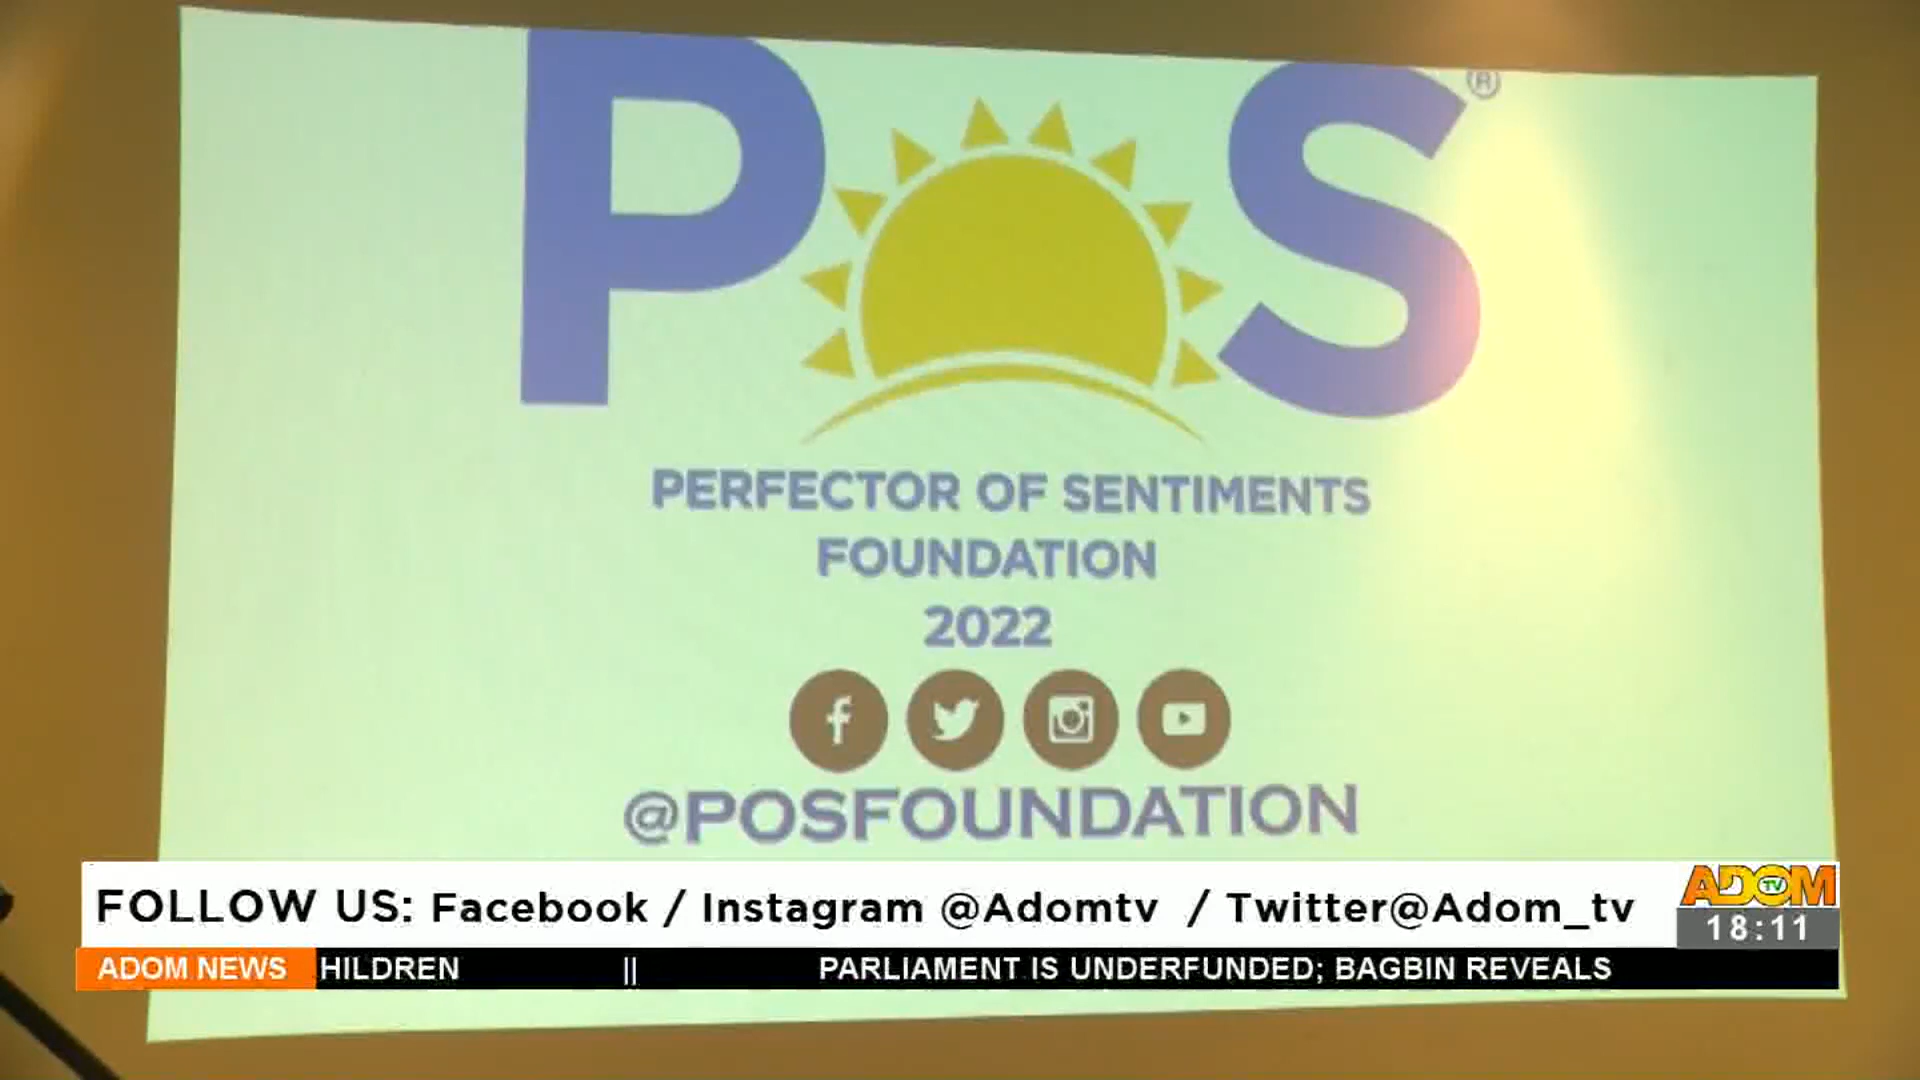 POS®
PERFECTOR OF SENTIMENTS
FOUNDATION
2022
@POSFOUNDATION
FOLLOW US: Facebook / Instagram @Adomtv / Twitter@Adom_tv
ADOM TV
18:11
ADOM NEWS HILDREN || PARLIAMENT IS UNDERFUNDED; BAGBIN REVEALS